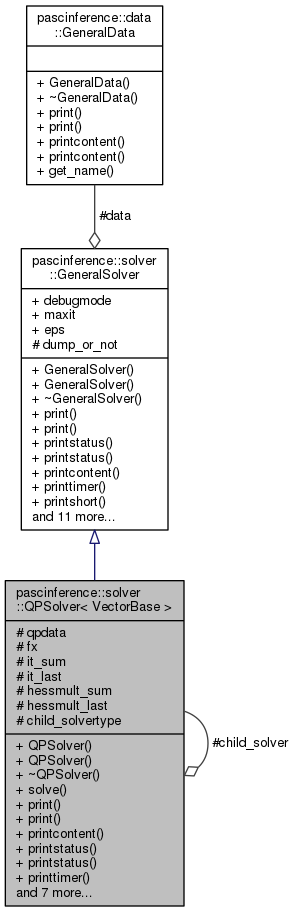 pascinference::data
::GeneralData
+ GeneralData()
+ ~GeneralData()
+ print()
+ print()
+ printcontent()
+ printcontent()
+ get_name()
#data
pascinference::solver
::GeneralSolver
+ debugmode
+ maxit
+ eps
# dump_or_not
+ GeneralSolver()
+ GeneralSolver()
+ ~GeneralSolver()
+ print()
+ print()
+ printstatus()
+ printstatus()
+ printcontent()
+ printtimer()
+ printshort()
and 11 more...
pascinference::solver
::QPSolver< VectorBase >
# qpdata
# fx
# it_sum
# it_last
# hessmult_sum
# hessmult_last
# child_solvertype
#child_solver
+ QPSolver()
+ QPSolver()
+ ~QPSolver()
+ solve()
+ print()
+ print()
+ printcontent()
+ printstatus()
+ printstatus()
+ printtimer()
and 7 more...